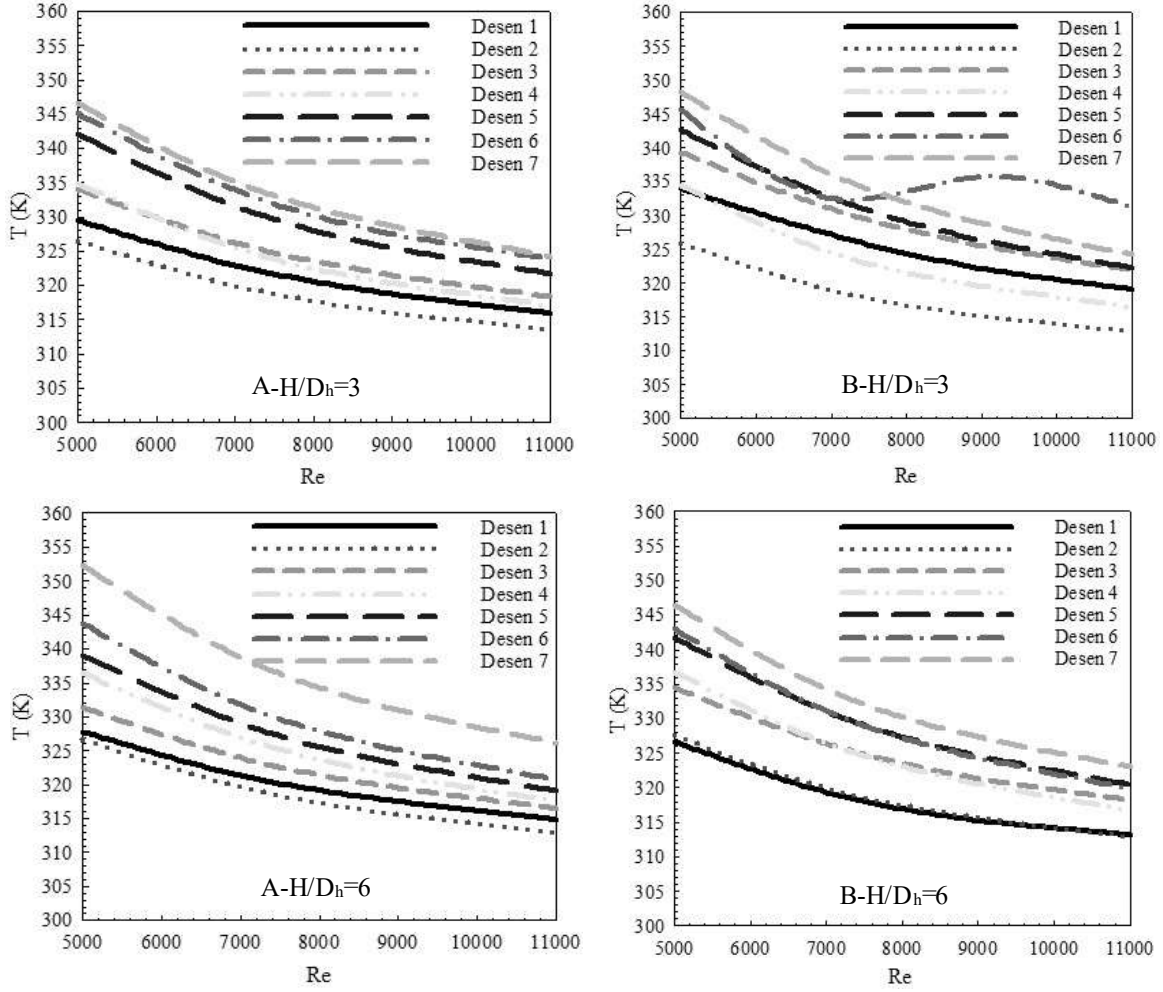 360
355
350
345
340
335
330
325
320
315
310
305
300
T (K)
Desen 1
Desen 2
Desen 3
Desen 4
Desen 5
Desen 6
Desen 7
A-H/Dh=3
5000 6000 7000 8000 9000 10000 11000
Re
360
355
350
345
340
335
330
325
320
315
310
305
300
T (K)
Desen 1
Desen 2
Desen 3
Desen 4
Desen 5
Desen 6
Desen 7
B-H/Dh=3
5000 6000 7000 8000 9000 10000 11000
Re
360
355
350
345
340
335
330
325
320
315
310
305
300
T (K)
Desen 1
Desen 2
Desen 3
Desen 4
Desen 5
Desen 6
Desen 7
A-H/Dh=6
5000 6000 7000 8000 9000 10000 11000
Re
360
355
350
345
340
335
330
325
320
315
310
305
300
T (K)
Desen 1
Desen 2
Desen 3
Desen 4
Desen 5
Desen 6
Desen 7
B-H/Dh=6
5000 6000 7000 8000 9000 10000 11000
Re